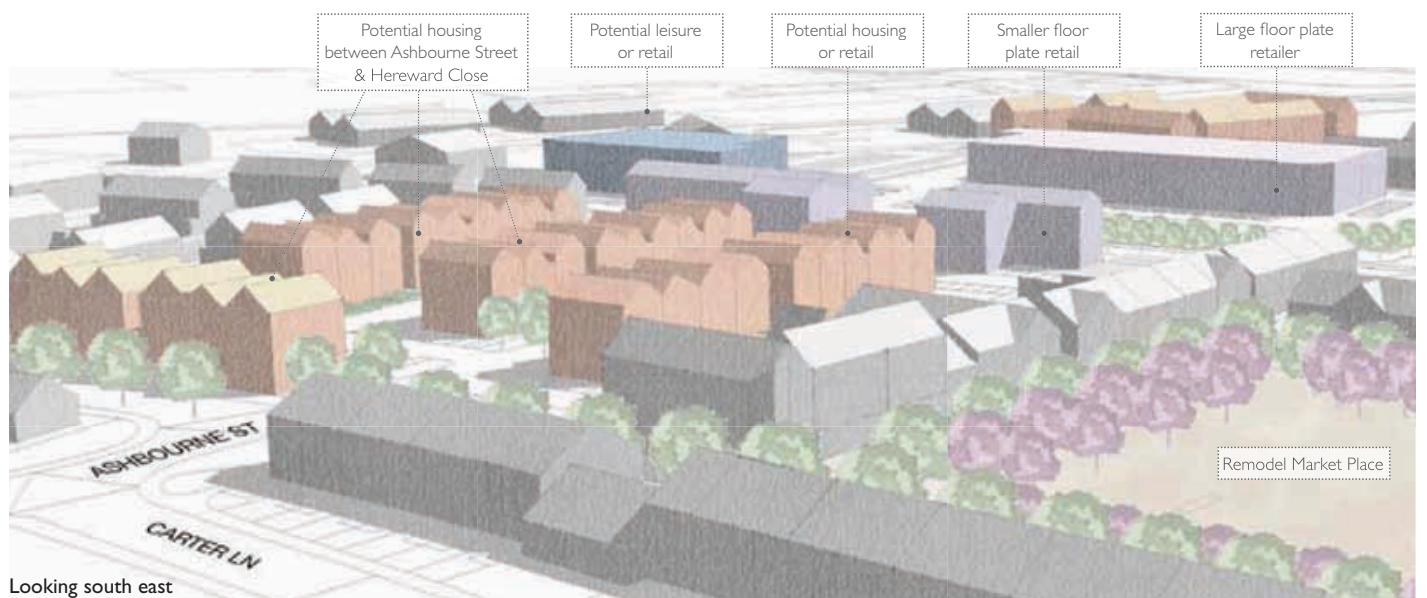 Potential housing
between Ashbourne Street
& Hereward Close
Potential leisure
or retail
Potential housing
or retail
Smaller floor
plate retail
Large floor plate
retailer
Remodel Market Place
ASHBOURNE ST
CARTER LN
Looking south east